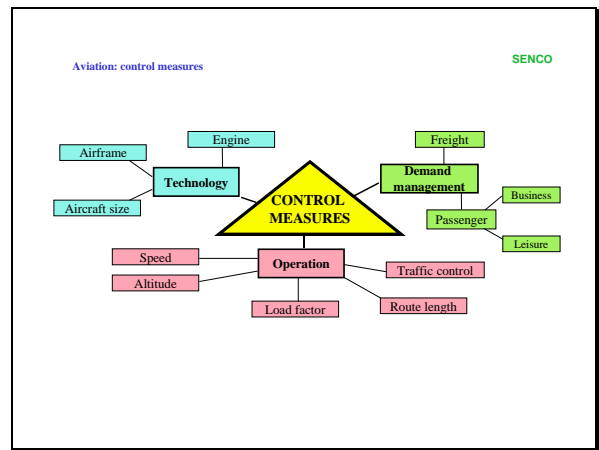 SENCO
Aviation: control measures
Engine
Freight
Airframe
Technology
Demand
management
Aircraft size
CONTROL
MEASURES
Business
Passenger
Leisure
Speed
Operation
Traffic control
Altitude
Load factor
Route length